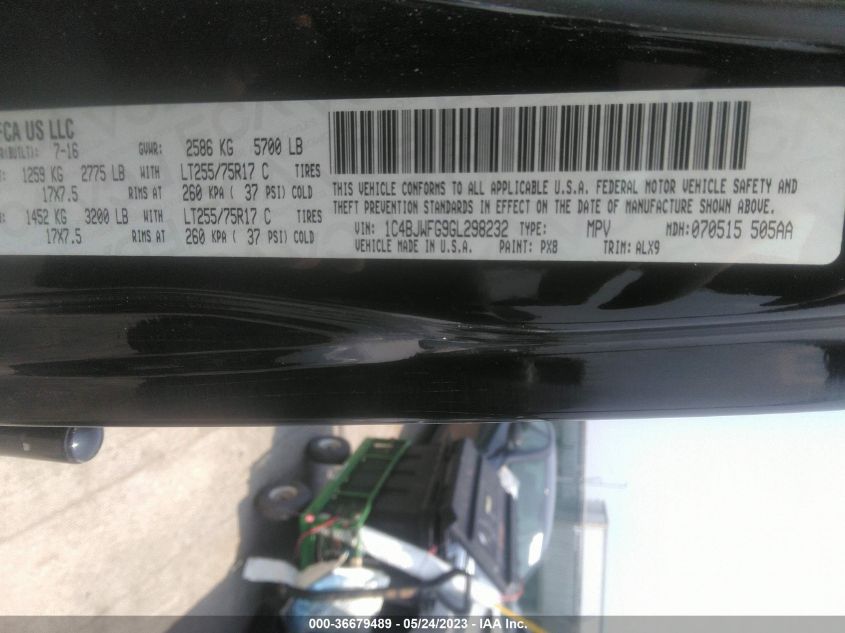 FCA US LLC
7-16 GVWR: 2586 KG 5700 LB
1259 KG 2775 LB WITH LT255/75R17 C TIRES
17X7.5 RIMS AT 260 KPA ( 37 PSI) COLD
1452 KG 3200 LB WITH LT255/75R17 C TIRES
17X7.5 RIMS AT 260 KPA ( 37 PSI) COLD
THIS VEHICLE CONFORMS TO ALL APPLICABLE U.S.A. FEDERAL MOTOR VEHICLE SAFETY AND
THEFT PREVENTION STANDARDS IN EFFECT ON THE DATE OF MANUFACTURE SHOWN ABOVE.
VIN: 1C4BJWFG9GL298232 TYPE: MPV MDH: 070515 505AA
VEHICLE MADE IN U.S.A. PAINT: PX8 TRIM: ALX9
000-36679489 - 05/24/2023 - IAA Inc.